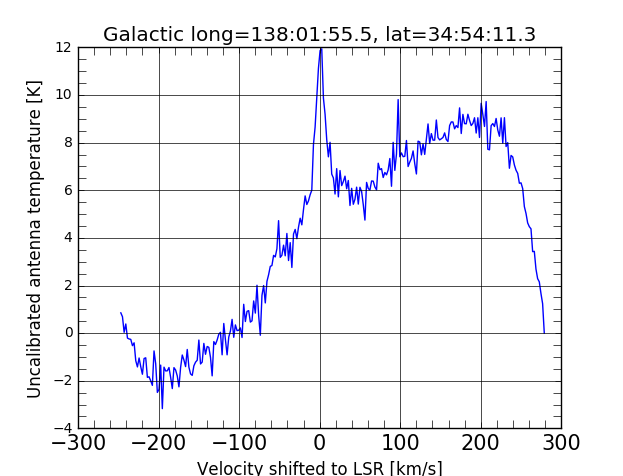 Galactic long=138:01:55.5, lat=34:54:11.3
Uncalibrated antenna temperature [K]
12
10
8
6
4
2
0
−2
−4
−300 −200 −100 0 100 200 300
Velocity shifted to LSR [km/s]